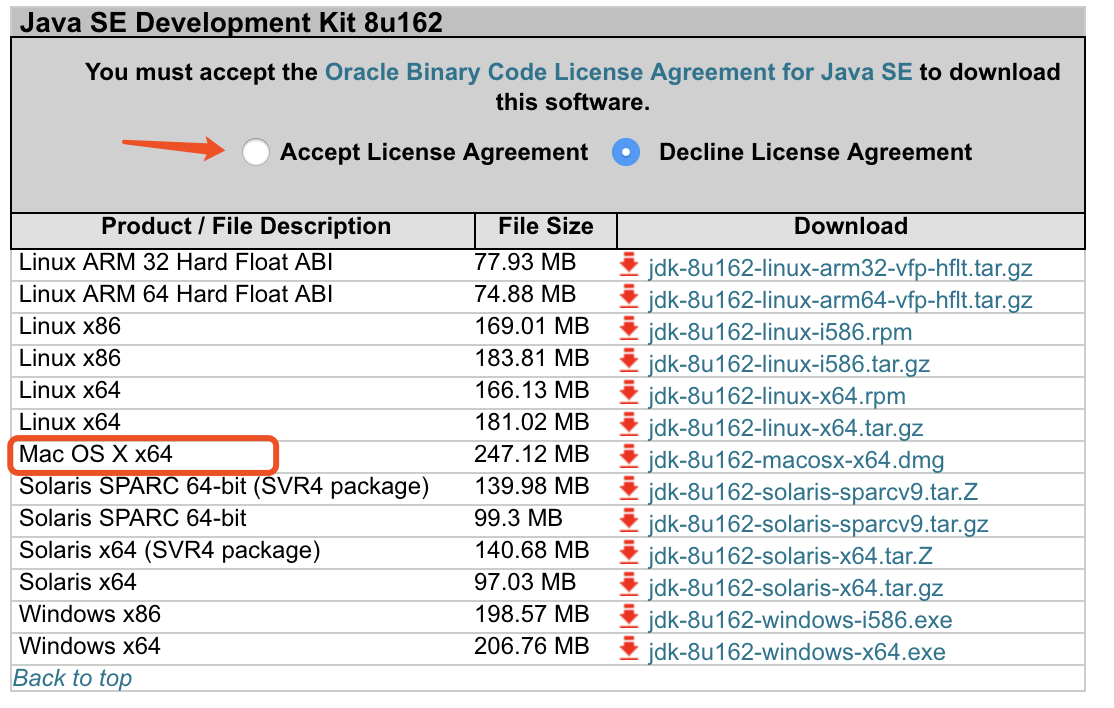 Java SE Development Kit 8u162
You must accept the Oracle Binary Code License Agreement for Java SE to download
this software.
Accept License Agreement Decline License Agreement
Product / File Description File Size Download
Linux ARM 32 Hard Float ABI 77.93 MB jdk-8u162-linux-arm32-vfp-hflt.tar.gz
Linux ARM 64 Hard Float ABI 74.88 MB jdk-8u162-linux-arm64-vfp-hflt.tar.gz
Linux x86 169.01 MB jdk-8u162-linux-i586.rpm
Linux x86 183.81 MB jdk-8u162-linux-i586.tar.gz
Linux x64 166.13 MB jdk-8u162-linux-x64.rpm
Linux x64 181.02 MB jdk-8u162-linux-x64.tar.gz
Mac OS X x64 247.12 MB jdk-8u162-macosx-x64.dmg
Solaris SPARC 64-bit (SVR4 package) 139.98 MB jdk-8u162-solaris-sparcv9.tar.Z
Solaris SPARC 64-bit 99.3 MB jdk-8u162-solaris-sparcv9.tar.gz
Solaris x64 (SVR4 package) 140.68 MB jdk-8u162-solaris-x64.tar.Z
Solaris x64 97.03 MB jdk-8u162-solaris-x64.tar.gz
Windows x86 198.57 MB jdk-8u162-windows-i586.exe
Windows x64 206.76 MB jdk-8u162-windows-x64.exe
Back to top